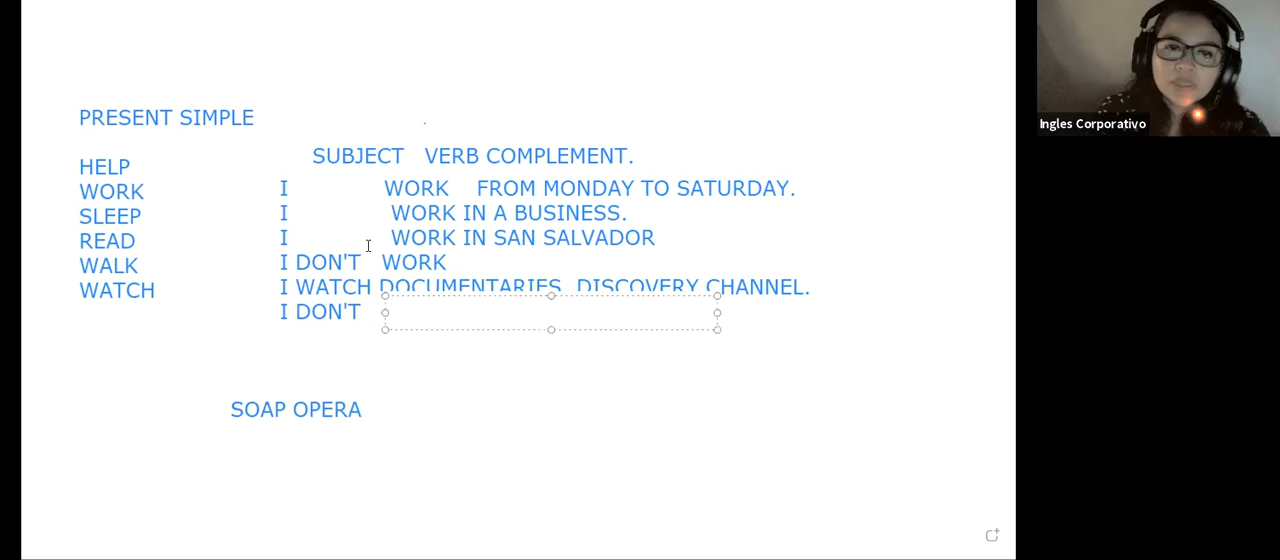 PRESENT SIMPLE
SUBJECT VERB COMPLEMENT.
HELP
WORK
SLEEP
READ
WALK
WATCH
I WORK FROM MONDAY TO SATURDAY.
I WORK IN A BUSINESS.
I WORK IN SAN SALVADOR
I DON'T WORK
I WATCH DOCUMENTARIES DISCOVERY CHANNEL.
I DON'T
SOAP OPERA
Ingles Corporativo